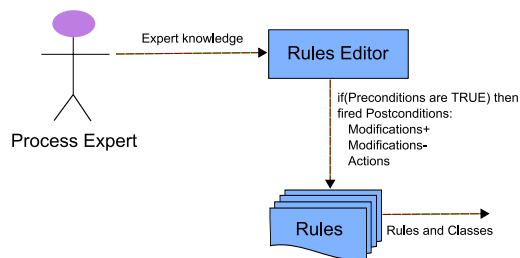 Expert knowledge
Rules Editor
Process Expert
if(Preconditions are TRUE) then
fired Postconditions:
Modifications+
Modifications-
Actions
Rules
Rules and Classes